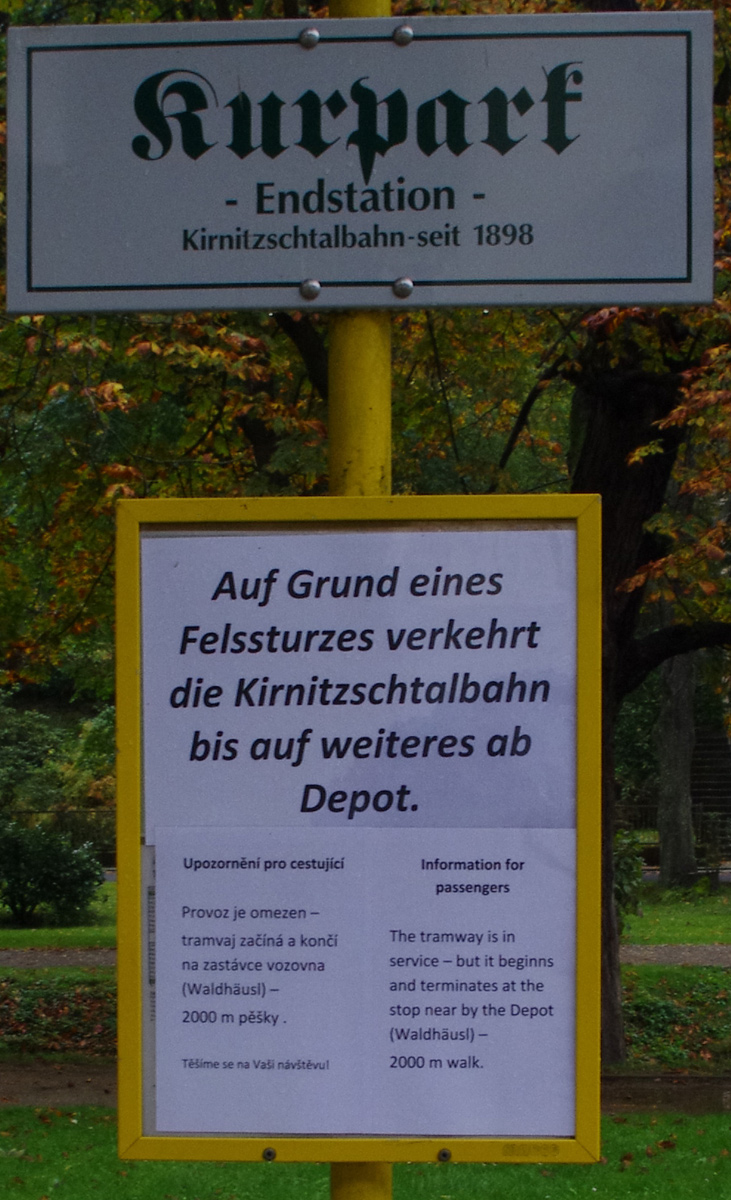 Kurpark
- Endstation -
Kirnitzschtalbahn-seit 1898
Auf Grund eines
Felssturzes verkehrt
die Kirnitzschtalbahn
bis auf weiteres ab
Depot.
Upozornění pro cestující
Provoz je omezen –
tramvaj začíná a končí
na zastávce vozovna
(Waldhäusl) –
2000 m pěšky .
Těšíme se na Vaši návštěvu!
Information for
passengers
The tramway is in
service – but it beginns
and terminates at the
stop near by the Depot
(Waldhäusl) –
2000 m walk.